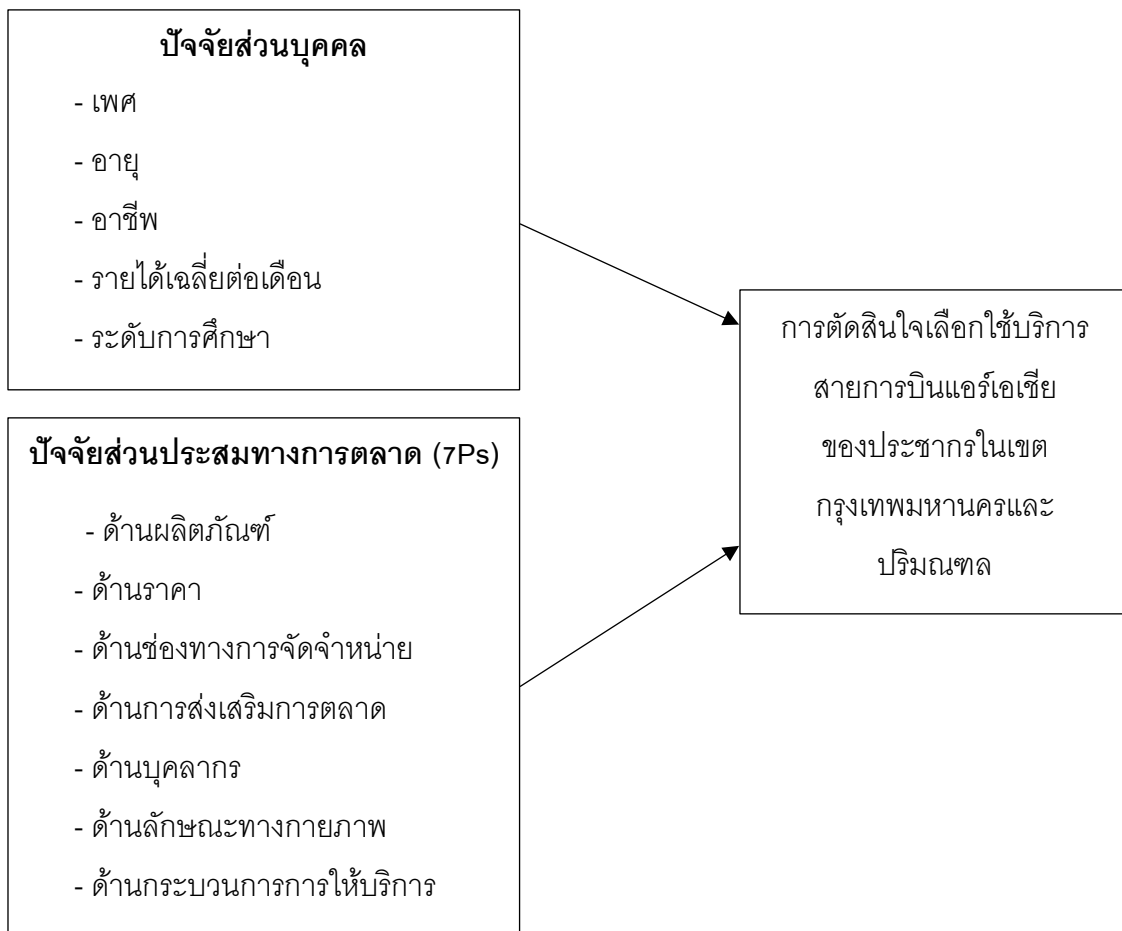 ปัจจัยส่วนบุคคล
- เพศ
- อายุ
- อาชีพ
- รายได้เฉลี่ยต่อเดือน
- ระดับการศึกษา
ปัจจัยส่วนประสมทางการตลาด (7Ps)
- ด้านผลิตภัณฑ์
- ด้านราคา
- ด้านช่องทางการจัดจำหน่าย
- ด้านการส่งเสริมการตลาด
- ด้านบุคลากร
- ด้านลักษณะทางกายภาพ
- ด้านกระบวนการการให้บริการ
การตัดสินใจเลือกใช้บริการ
สายการบินแอร์เอเชีย
ของประชากรในเขต
กรุงเทพมหานครและ
ปริมณฑล